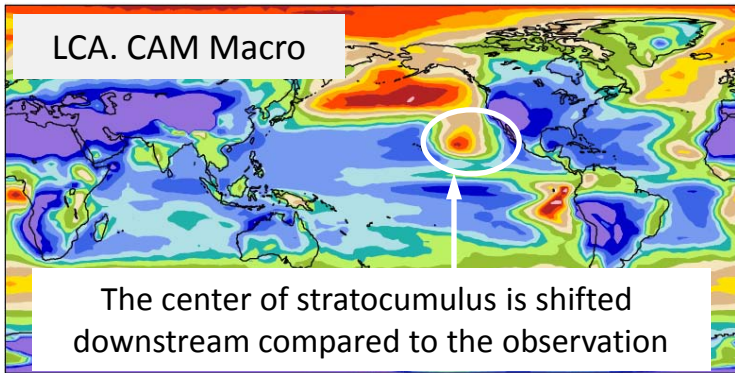 LCA. CAM Macro
The center of stratocumulus is shifted
downstream compared to the observation